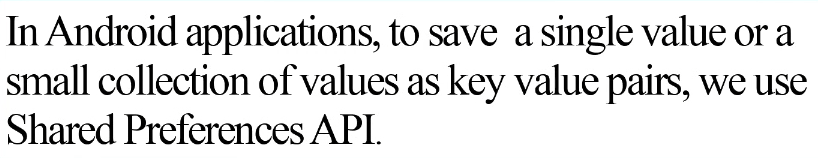 In Android applications, to save a single value or a
small collection of values as key value pairs, we use
Shared Preferences API.